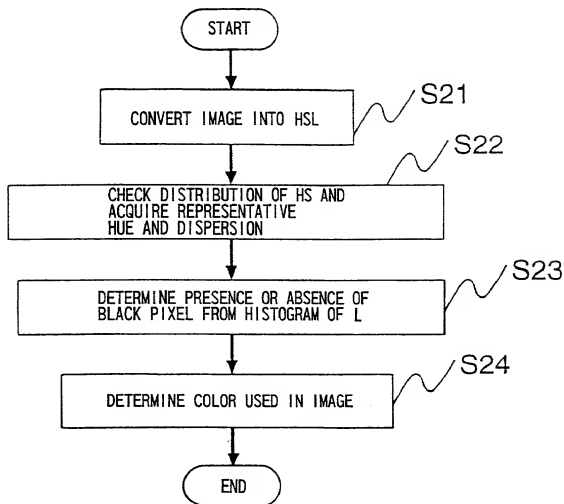 START
CONVERT IMAGE INTO HSL
S21
S22
CHECK DISTRIBUTION OF HS AND
ACQUIRE REPRESENTATIVE
HUE AND DISPERSION
S23
DETERMINE PRESENCE OR ABSENCE OF
BLACK PIXEL FROM HISTOGRAM OF L
S24
DETERMINE COLOR USED IN IMAGE
END